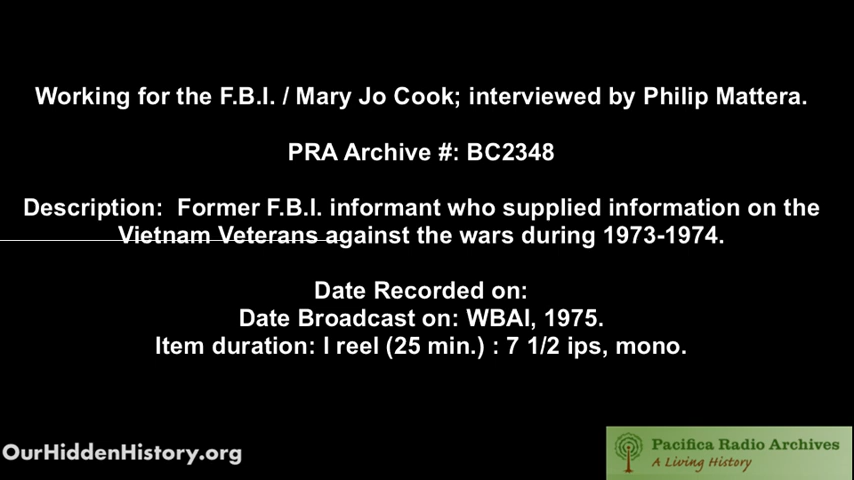 Working for the F.B.I. / Mary Jo Cook; interviewed by Philip Mattera.
PRA Archive #: BC2348
Description:  Former F.B.I. informant who supplied information on the
Vietnam Veterans against the wars during 1973-1974.
Date Recorded on:
Date Broadcast on: WBAI, 1975.
Item duration: I reel (25 min.) : 7 1/2 ips, mono.
OurHiddenHistory.org
Pacifica Radio Archives
A Living History